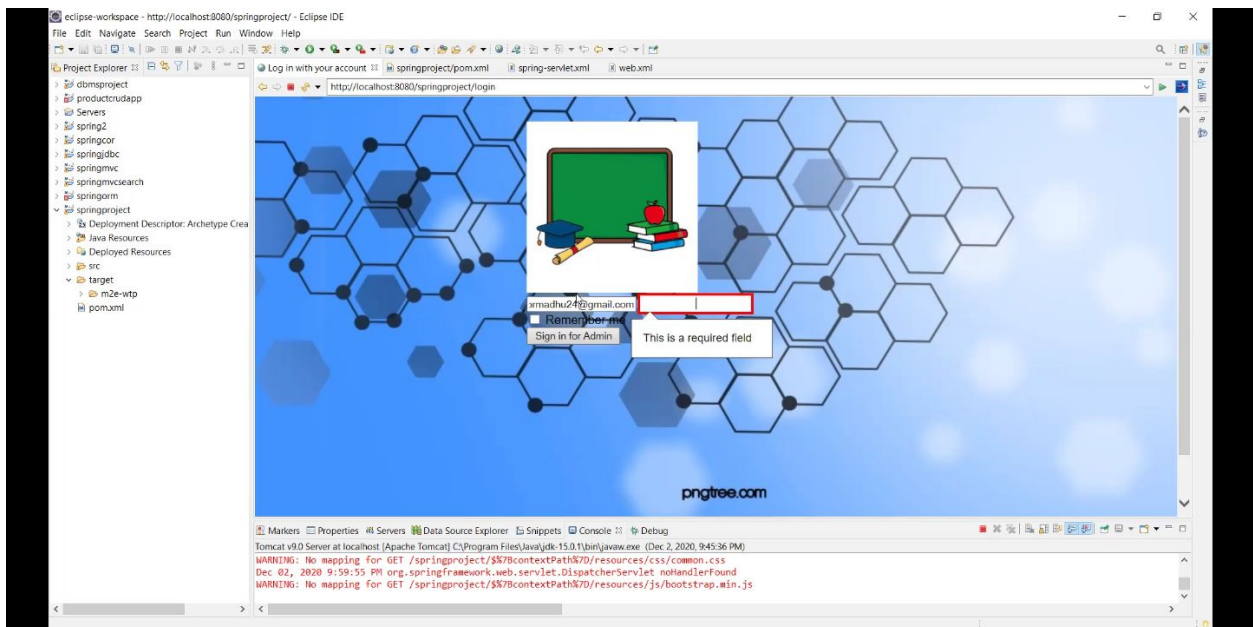 eclipse-workspace - http://localhost:8080/springproject/ - Eclipse IDE
File Edit Navigate Search Project Run Window Help
Project Explorer
Log in with your account springproject/pom.xml spring-servlet.xml web.xml
http://localhost:8080/springproject/login
dbmsproject
productcrudapp
Servers
spring2
springcor
springjdbc
springmvc
springmvcsearch
springorm
springproject
Deployment Descriptor: Archetype Crea
Java Resources
Deployed Resources
src
target
m2e-wtp
pom.xml
ormadhu24@gmail.com
Remember me
Sign in for Admin
This is a required field
pngtree.com
Markers Properties Servers Data Source Explorer Snippets Console Debug
Tomcat v9.0 Server at localhost [Apache Tomcat] C:\Program Files\Java\jdk-15.0.1\bin\javaw.exe (Dec 2, 2020, 9:45:36 PM)
WARNING: No mapping for GET /springproject/$%7BcontextPath%7D/resources/css/common.css
Dec 02, 2020 9:59:55 PM org.springframework.web.servlet.DispatcherServlet noHandlerFound
WARNING: No mapping for GET /springproject/$%7BcontextPath%7D/resources/js/bootstrap.min.js